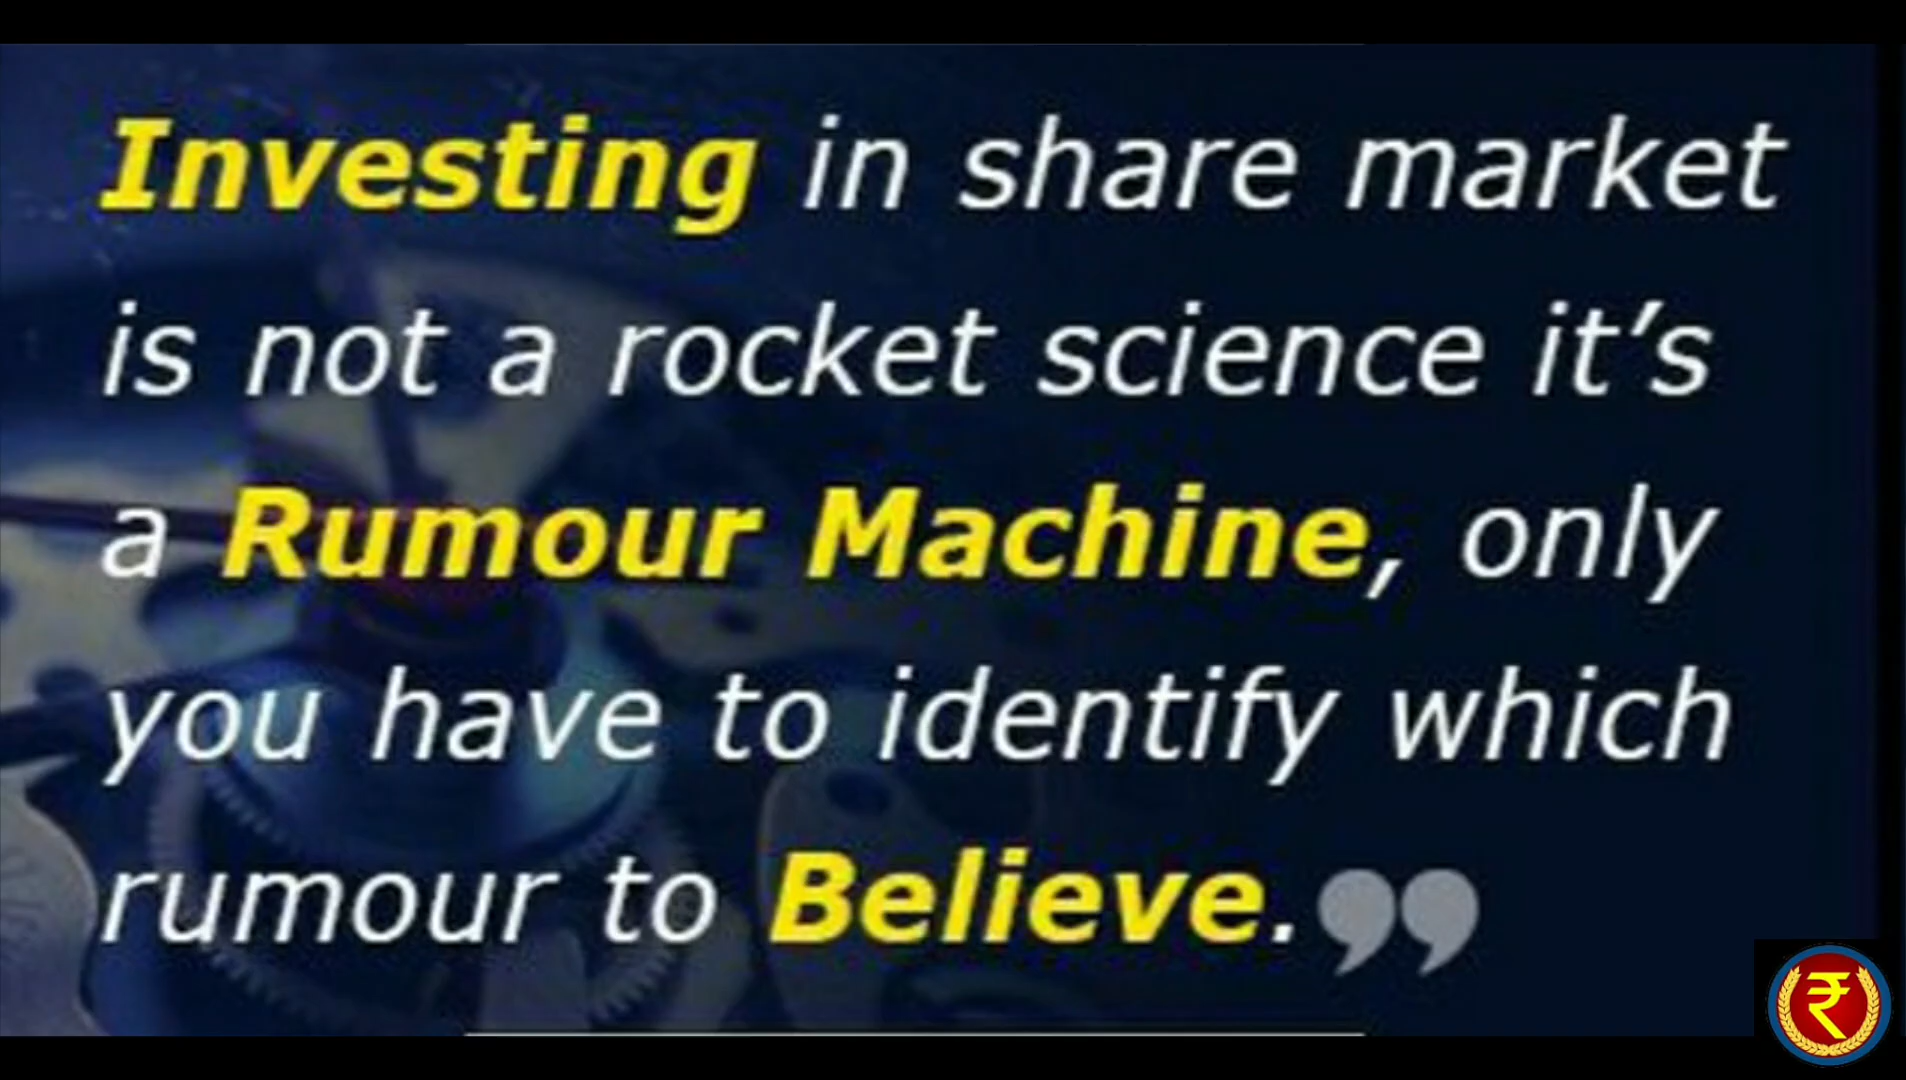 Investing in share market
is not a rocket science it’s
a Rumour Machine, only
you have to identify which
rumour to Believe.”
₹